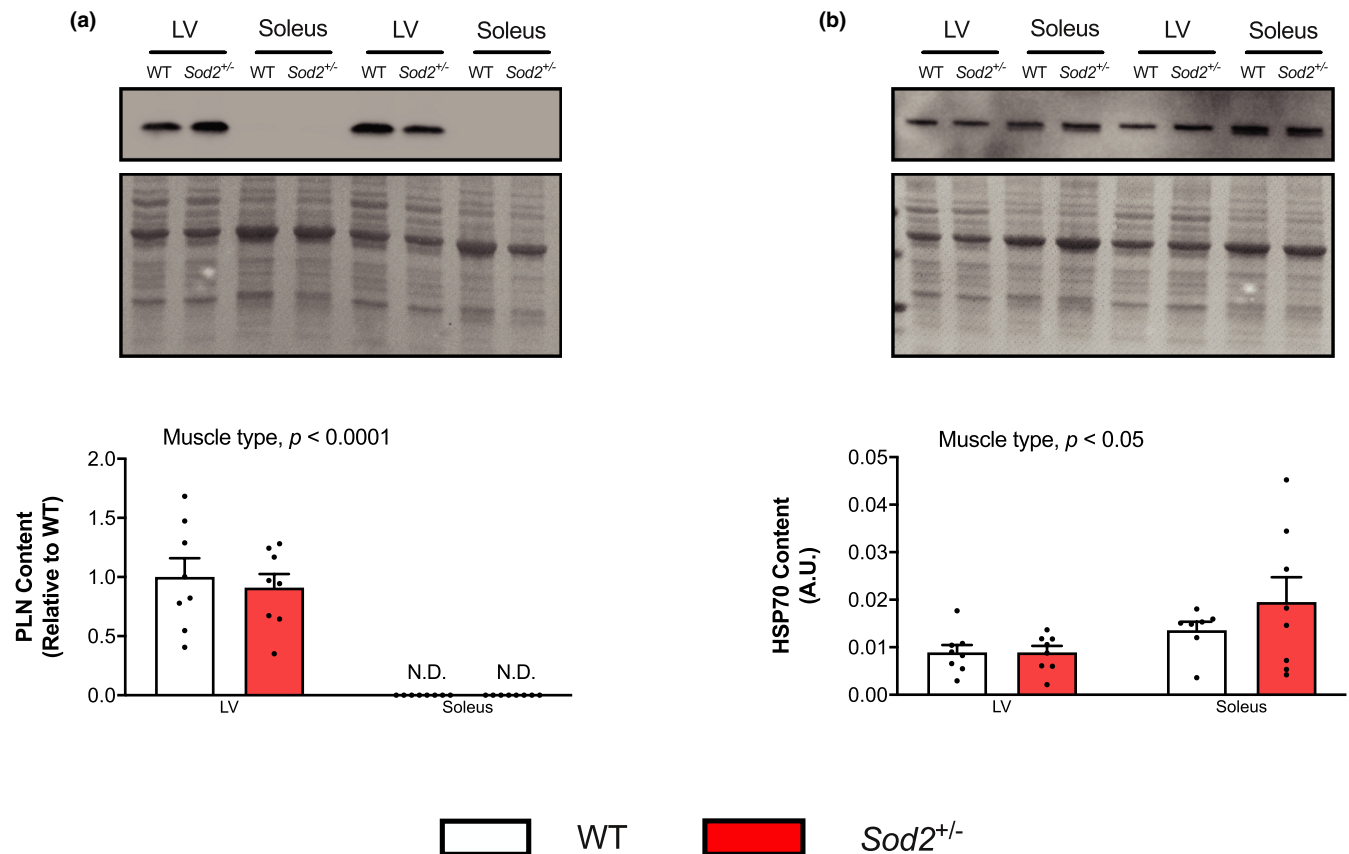 (a)
LV Soleus LV Soleus
WT Sod2+/- WT Sod2+/- WT Sod2+/- WT Sod2+/-
Muscle type, p < 0.0001
PLN Content
(Relative to WT)
2.0
1.5
1.0
0.5
0.0
N.D. N.D.
LV Soleus
(b)
LV Soleus LV Soleus
WT Sod2+/- WT Sod2+/- WT Sod2+/- WT Sod2+/-
Muscle type, p < 0.05
HSP70 Content
(A.U.)
0.05
0.04
0.03
0.02
0.01
0.00
LV Soleus
WT Sod2+/-